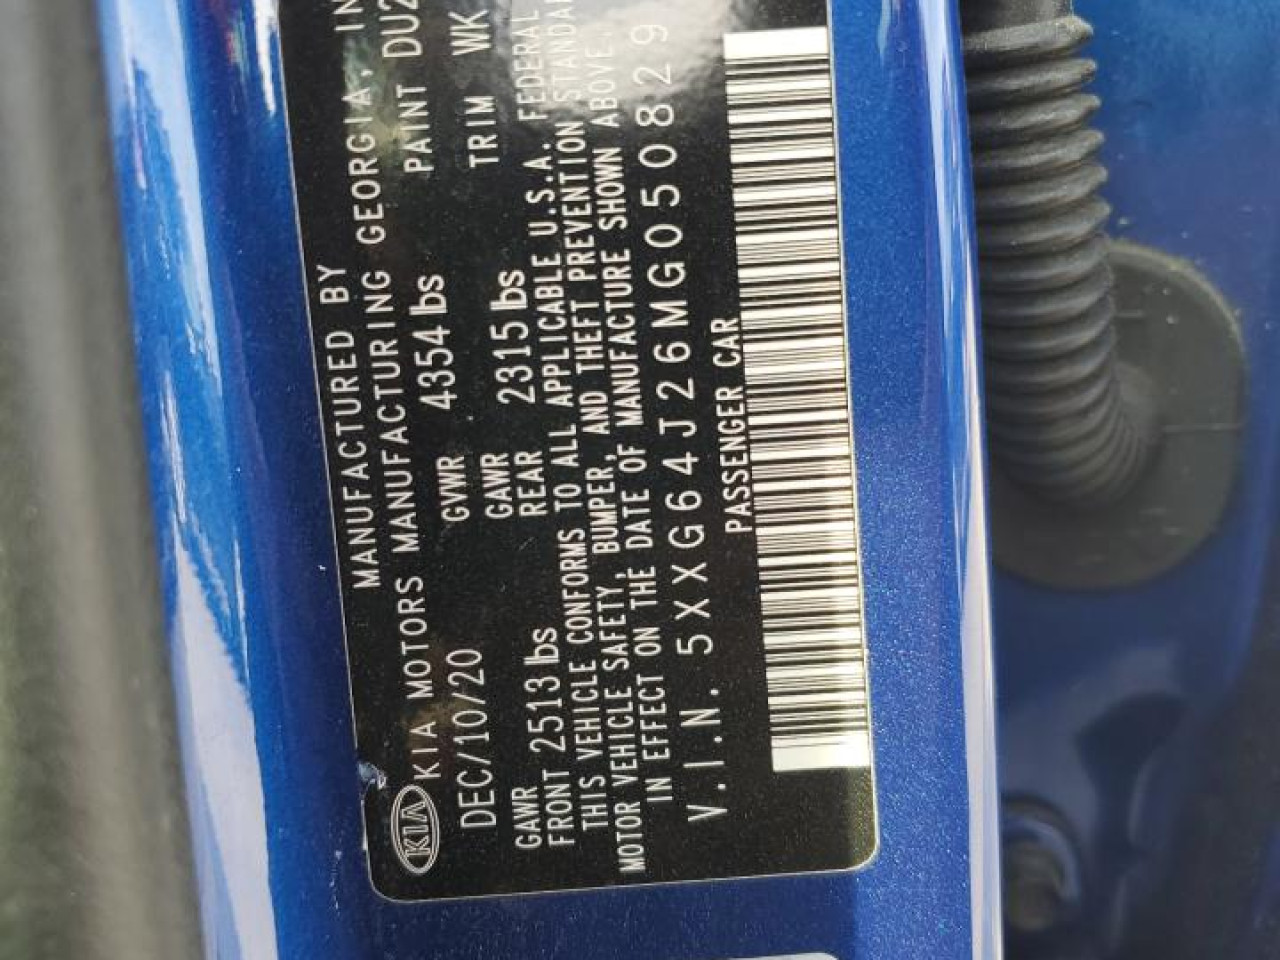 MANUFACTURED BY
KIA MOTORS MANUFACTURING GEORGIA, IN
KIA
DEC/10/20 GVWR 4354 lbs PAINT DU2
GAWR FRONT 2513 lbs GAWR REAR 2315 lbs TRIM WK
THIS VEHICLE CONFORMS TO ALL APPLICABLE U.S.A. FEDERAL
MOTOR VEHICLE SAFETY, BUMPER, AND THEFT PREVENTION STANDA
IN EFFECT ON THE DATE OF MANUFACTURE SHOWN ABOVE.
V.I.N. 5XXG64J26MG050829
PASSENGER CAR